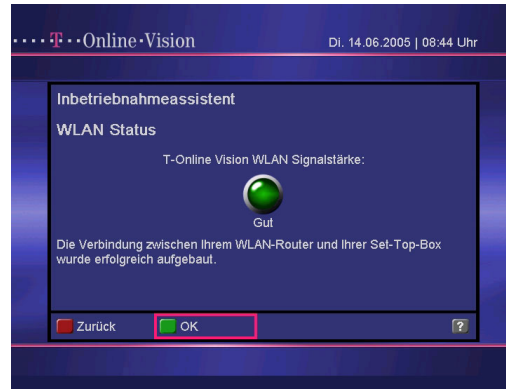 ····T···Online·Vision
Di. 14.06.2005 | 08:44 Uhr
Inbetriebnahmeassistent
WLAN Status
T-Online Vision WLAN Signalstärke:
Gut
Die Verbindung zwischen Ihrem WLAN-Router und Ihrer Set-Top-Box
wurde erfolgreich aufgebaut.
Zurück OK ?